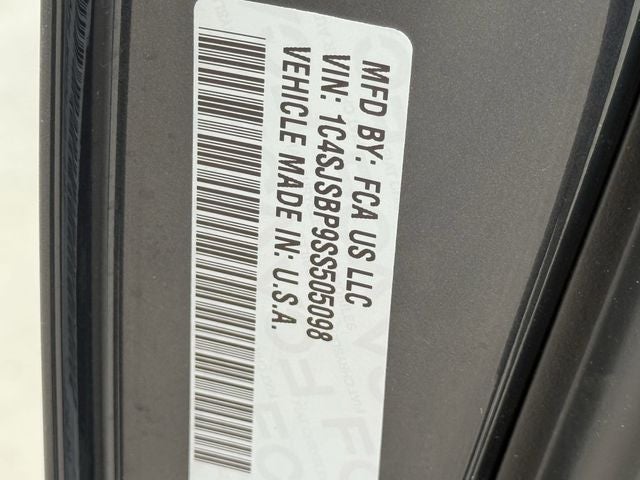 MFD BY: FCA US LLC
VIN: 1C4SJSBP9SS505098
VEHICLE MADE IN: U.S.A.